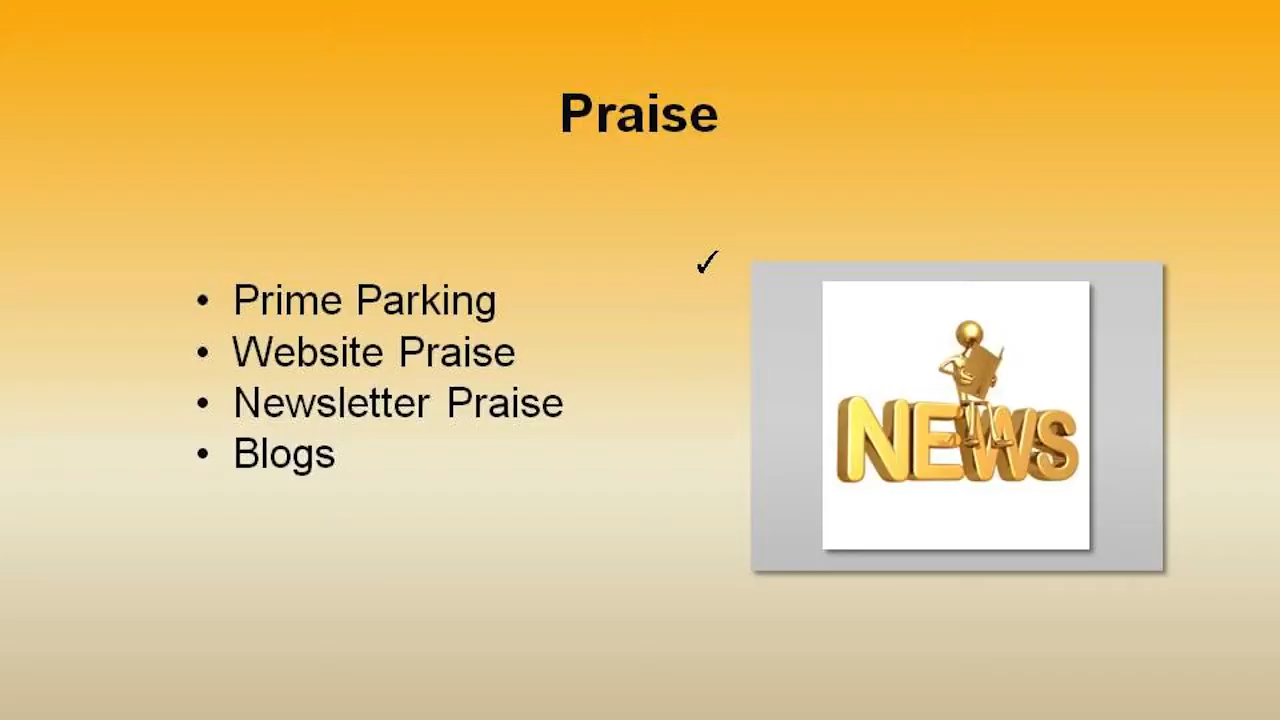 Praise
✓
• Prime Parking
• Website Praise
• Newsletter Praise
• Blogs
NEWS